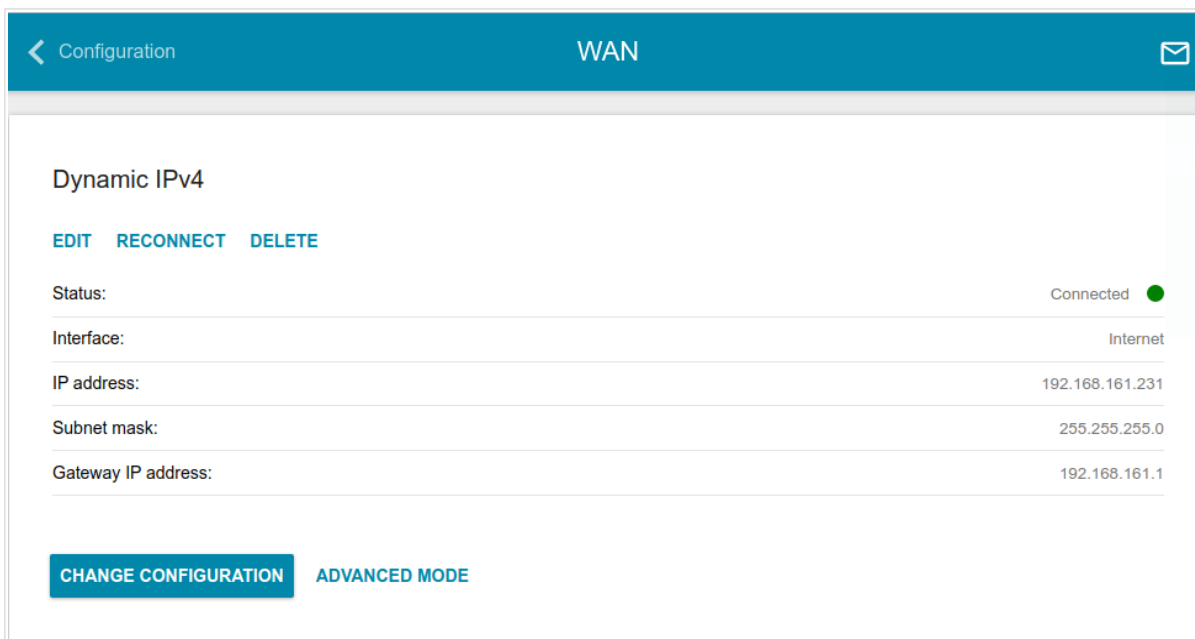 Configuration WAN
Dynamic IPv4
EDIT RECONNECT DELETE
Status: Connected
Interface: Internet
IP address: 192.168.161.231
Subnet mask: 255.255.255.0
Gateway IP address: 192.168.161.1
CHANGE CONFIGURATION ADVANCED MODE